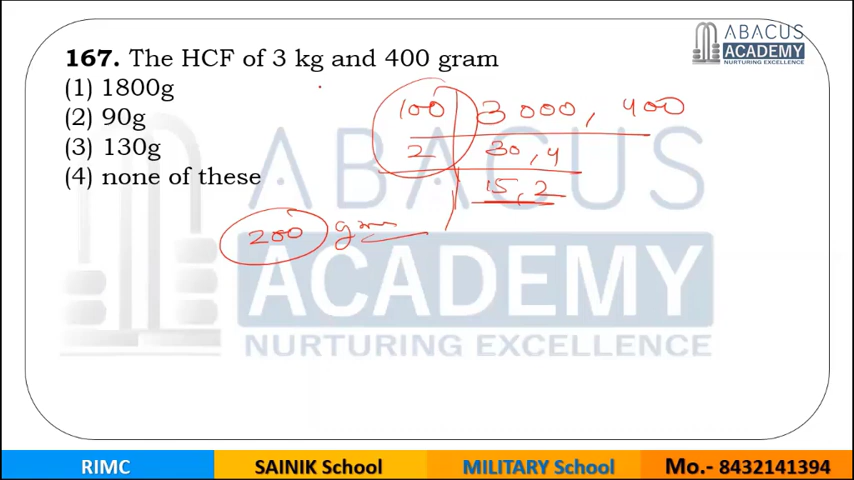 ABACUS
ACADEMY
NURTURING EXCELLENCE
167. The HCF of 3 kg and 400 gram
(1) 1800g
(2) 90g
(3) 130g
(4) none of these
100 3000, 400
2 30, 4
15, 2
200 gram
ABACUS
ACADEMY
NURTURING EXCELLENCE
RIMC SAINIK School MILITARY School Mo.- 8432141394